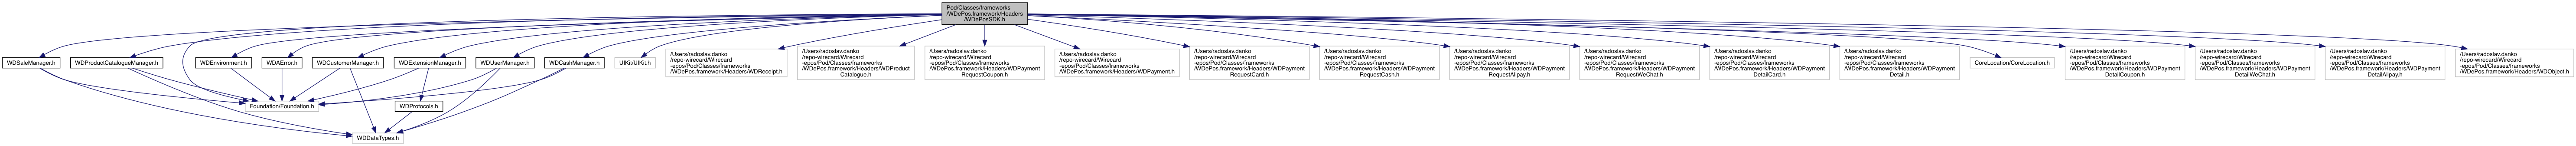 Pod/Classes/frameworks
/WDePos.framework/Headers
/WDePosSDK.h
WDSaleManager.h
WDProductCatalogueManager.h
WDEnvironment.h
WDAError.h
WDCustomerManager.h
WDExtensionManager.h
WDUserManager.h
WDCashManager.h
UIKit/UIKit.h
/Users/radoslav.danko
/repo-wirecard/Wirecard
-epos/Pod/Classes/frameworks
/WDePos.framework/Headers/WDReceipt.h
/Users/radoslav.danko
/repo-wirecard/Wirecard
-epos/Pod/Classes/frameworks
/WDePos.framework/Headers/WDProduct
Catalogue.h
/Users/radoslav.danko
/repo-wirecard/Wirecard
-epos/Pod/Classes/frameworks
/WDePos.framework/Headers/WDPayment
RequestCoupon.h
/Users/radoslav.danko
/repo-wirecard/Wirecard
-epos/Pod/Classes/frameworks
/WDePos.framework/Headers/WDPayment.h
/Users/radoslav.danko
/repo-wirecard/Wirecard
-epos/Pod/Classes/frameworks
/WDePos.framework/Headers/WDPayment
RequestCard.h
/Users/radoslav.danko
/repo-wirecard/Wirecard
-epos/Pod/Classes/frameworks
/WDePos.framework/Headers/WDPayment
RequestCash.h
/Users/radoslav.danko
/repo-wirecard/Wirecard
-epos/Pod/Classes/frameworks
/WDePos.framework/Headers/WDPayment
RequestAlipay.h
/Users/radoslav.danko
/repo-wirecard/Wirecard
-epos/Pod/Classes/frameworks
/WDePos.framework/Headers/WDPayment
RequestWeChat.h
/Users/radoslav.danko
/repo-wirecard/Wirecard
-epos/Pod/Classes/frameworks
/WDePos.framework/Headers/WDPayment
DetailCard.h
/Users/radoslav.danko
/repo-wirecard/Wirecard
-epos/Pod/Classes/frameworks
/WDePos.framework/Headers/WDPayment
Detail.h
CoreLocation/CoreLocation.h
/Users/radoslav.danko
/repo-wirecard/Wirecard
-epos/Pod/Classes/frameworks
/WDePos.framework/Headers/WDPayment
DetailCoupon.h
/Users/radoslav.danko
/repo-wirecard/Wirecard
-epos/Pod/Classes/frameworks
/WDePos.framework/Headers/WDPayment
DetailWeChat.h
/Users/radoslav.danko
/repo-wirecard/Wirecard
-epos/Pod/Classes/frameworks
/WDePos.framework/Headers/WDPayment
DetailAlipay.h
/Users/radoslav.danko
/repo-wirecard/Wirecard
-epos/Pod/Classes/frameworks
/WDePos.framework/Headers/WDObject.h
Foundation/Foundation.h
WDProtocols.h
WDDataTypes.h